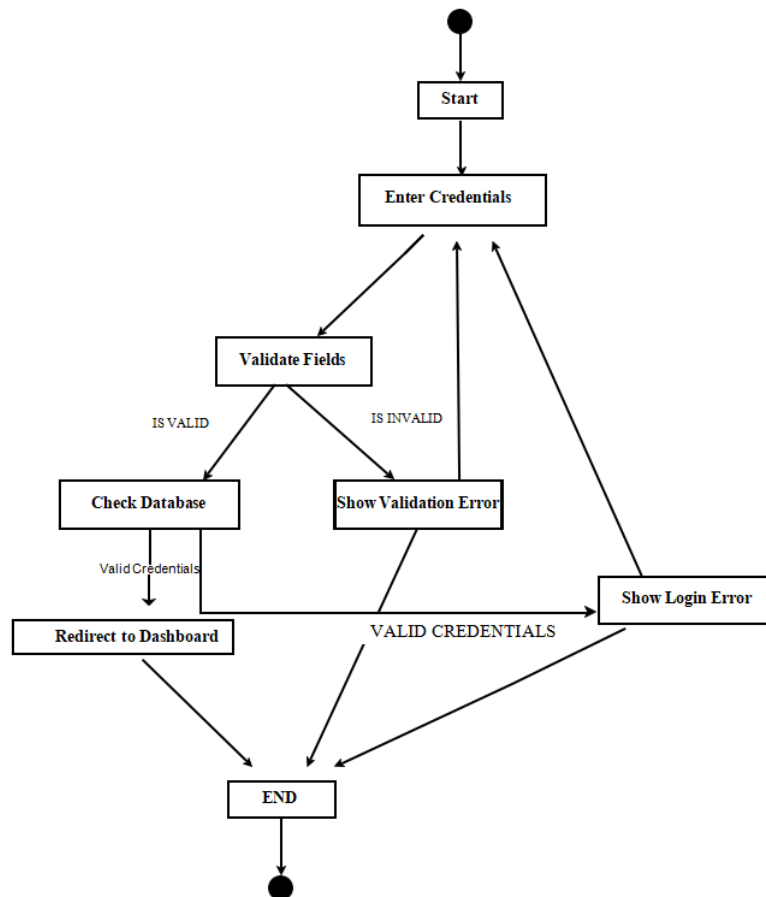 Start
Enter Credentials
Validate Fields
IS VALID
IS INVALID
Check Database
Show Validation Error
Valid Credentials
Show Login Error
Redirect to Dashboard
VALID CREDENTIALS
END